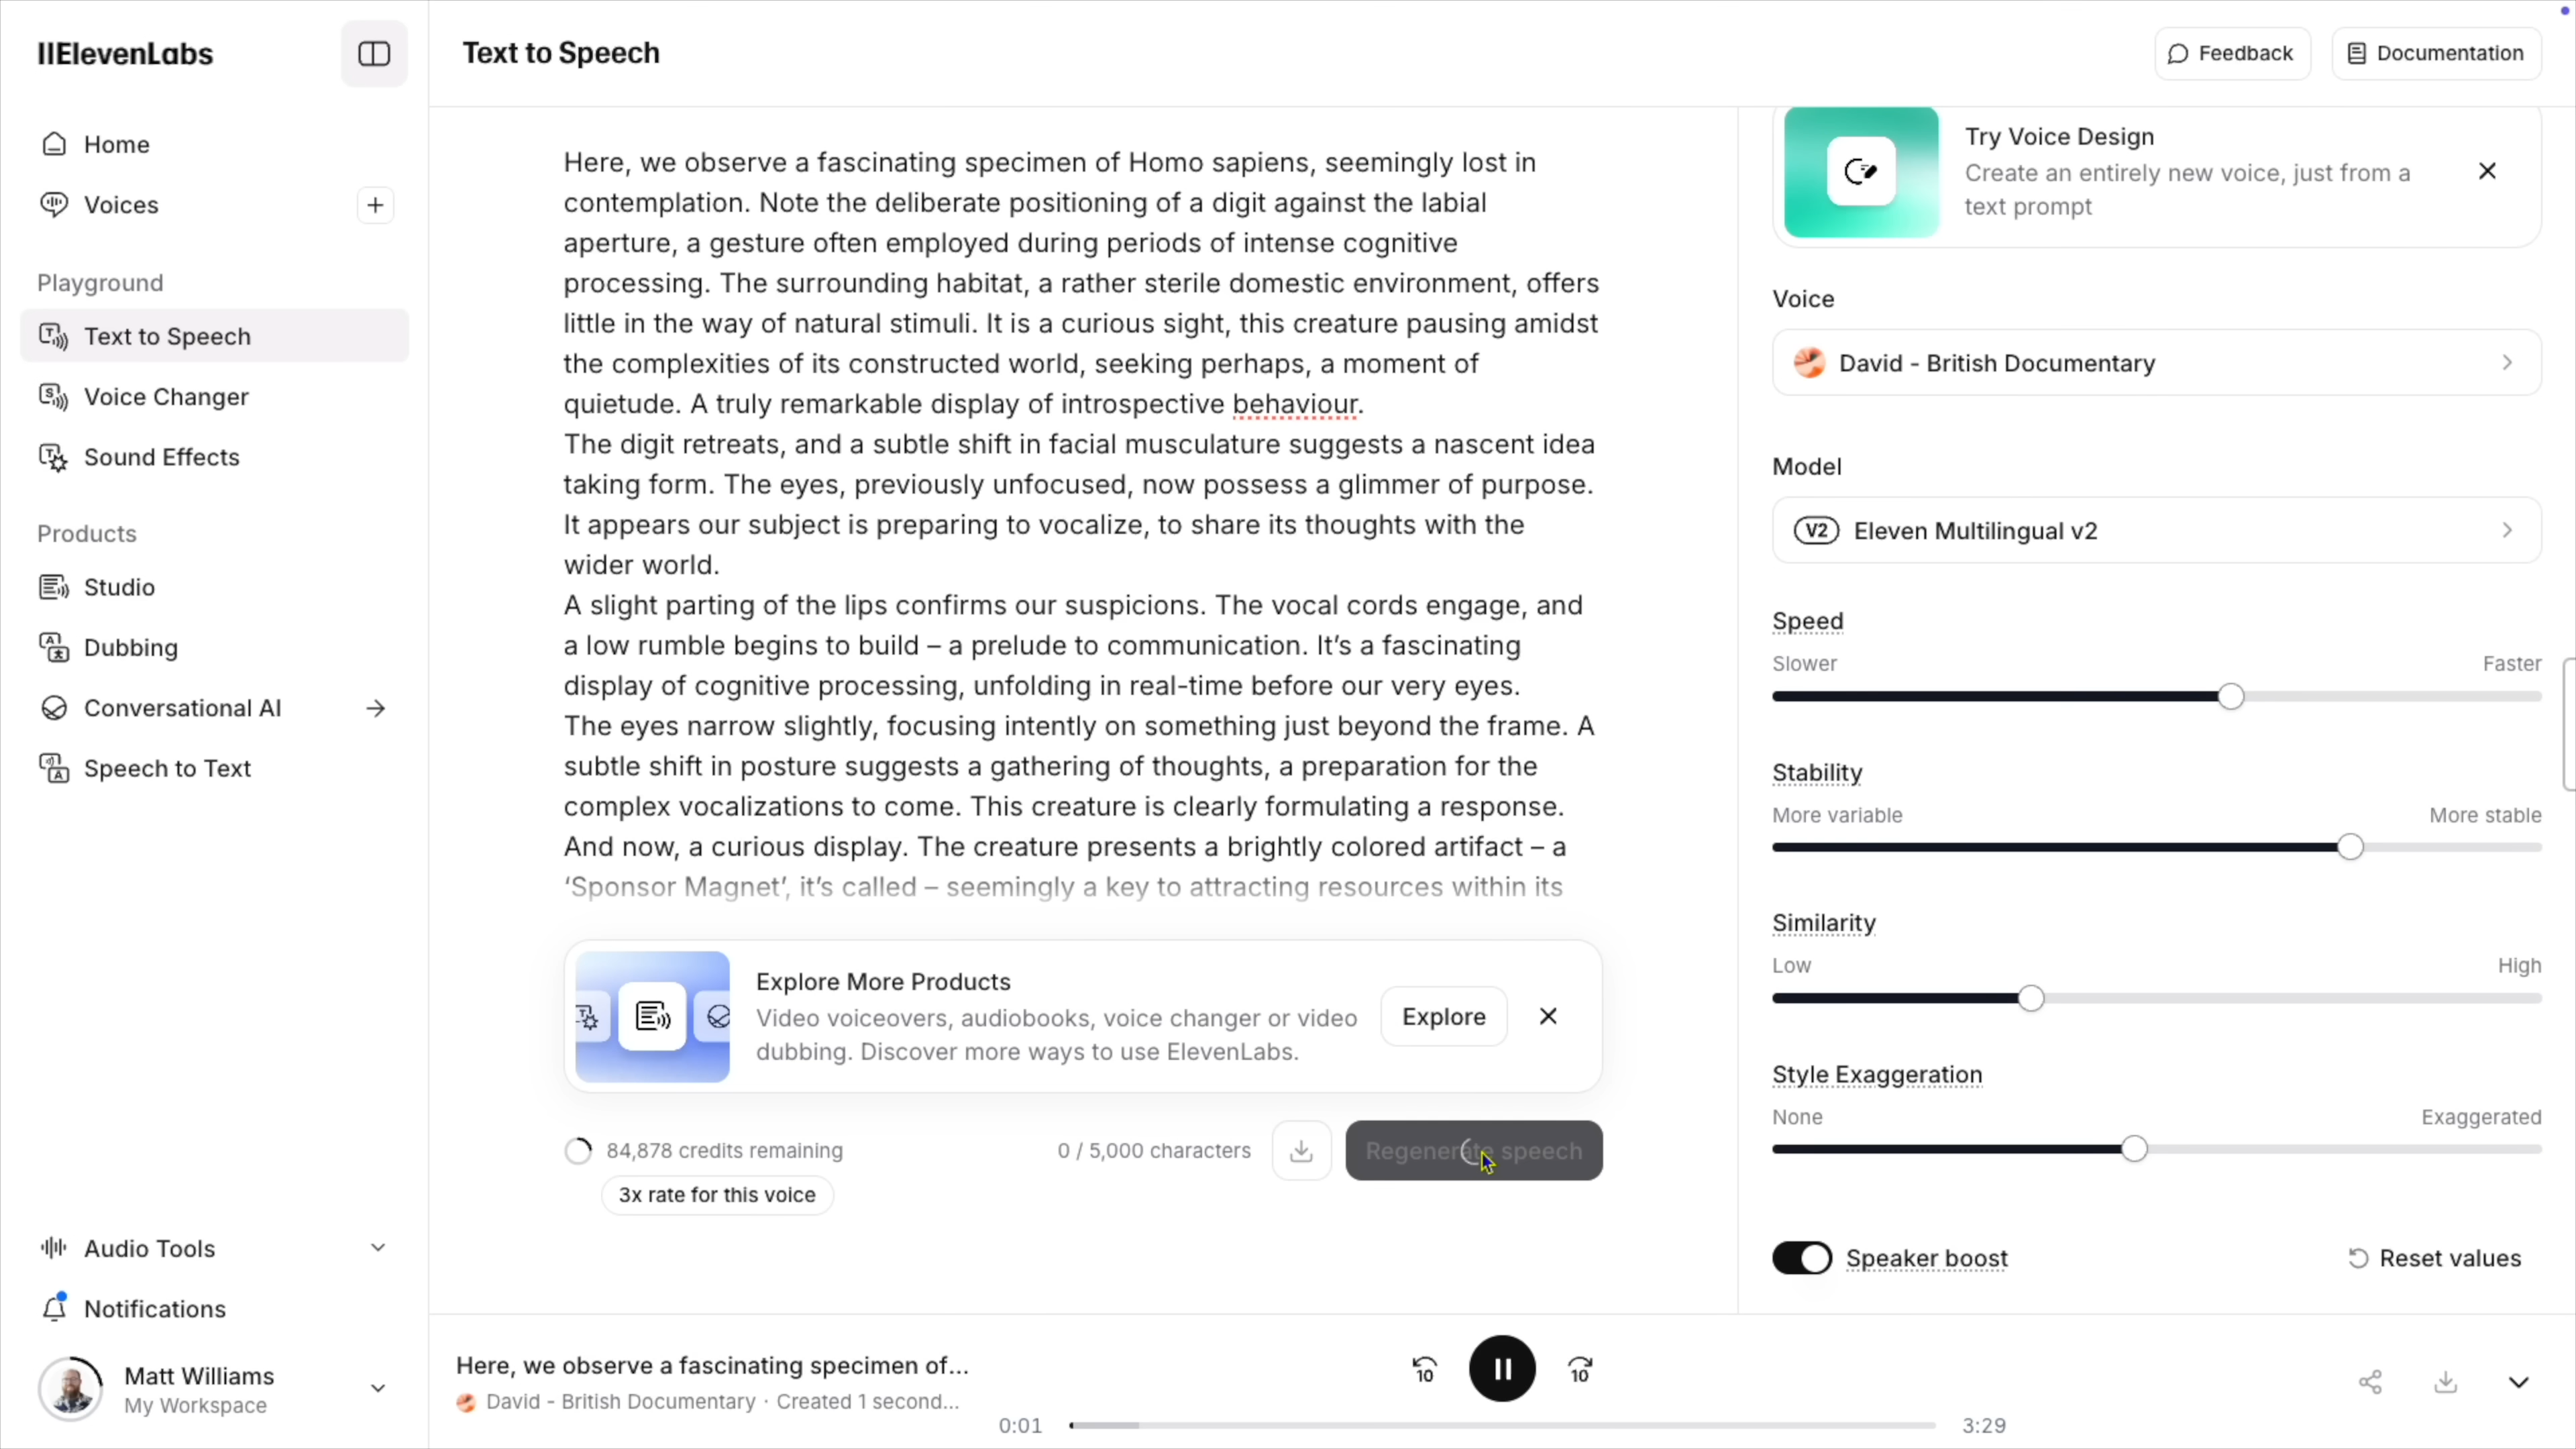 IIElevenLabs
Text to Speech
Feedback
Documentation
Home
Voices
Playground
Text to Speech
Voice Changer
Sound Effects
Products
Studio
Dubbing
Conversational AI
Speech to Text
Audio Tools
Notifications
Matt Williams
My Workspace
Here, we observe a fascinating specimen of Homo sapiens, seemingly lost in
contemplation. Note the deliberate positioning of a digit against the labial
aperture, a gesture often employed during periods of intense cognitive
processing. The surrounding habitat, a rather sterile domestic environment, offers
little in the way of natural stimuli. It is a curious sight, this creature pausing amidst
the complexities of its constructed world, seeking perhaps, a moment of
quietude. A truly remarkable display of introspective behaviour.
The digit retreats, and a subtle shift in facial musculature suggests a nascent idea
taking form. The eyes, previously unfocused, now possess a glimmer of purpose.
It appears our subject is preparing to vocalize, to share its thoughts with the
wider world.
A slight parting of the lips confirms our suspicions. The vocal cords engage, and
a low rumble begins to build – a prelude to communication. It’s a fascinating
display of cognitive processing, unfolding in real-time before our very eyes.
The eyes narrow slightly, focusing intently on something just beyond the frame. A
subtle shift in posture suggests a gathering of thoughts, a preparation for the
complex vocalizations to come. This creature is clearly formulating a response.
And now, a curious display. The creature presents a brightly colored artifact – a
‘Sponsor Magnet’, it’s called – seemingly a key to attracting resources within its
Explore More Products
Video voiceovers, audiobooks, voice changer or video
dubbing. Discover more ways to use ElevenLabs.
Explore
84,878 credits remaining
0 / 5,000 characters
Regenerate speech
3x rate for this voice
Try Voice Design
Create an entirely new voice, just from a
text prompt
Voice
David - British Documentary
Model
V2 Eleven Multilingual v2
Speed
Slower Faster
Stability
More variable More stable
Similarity
Low High
Style Exaggeration
None Exaggerated
Speaker boost
Reset values
Here, we observe a fascinating specimen of...
David - British Documentary · Created 1 second...
10
10
0:01
3:29